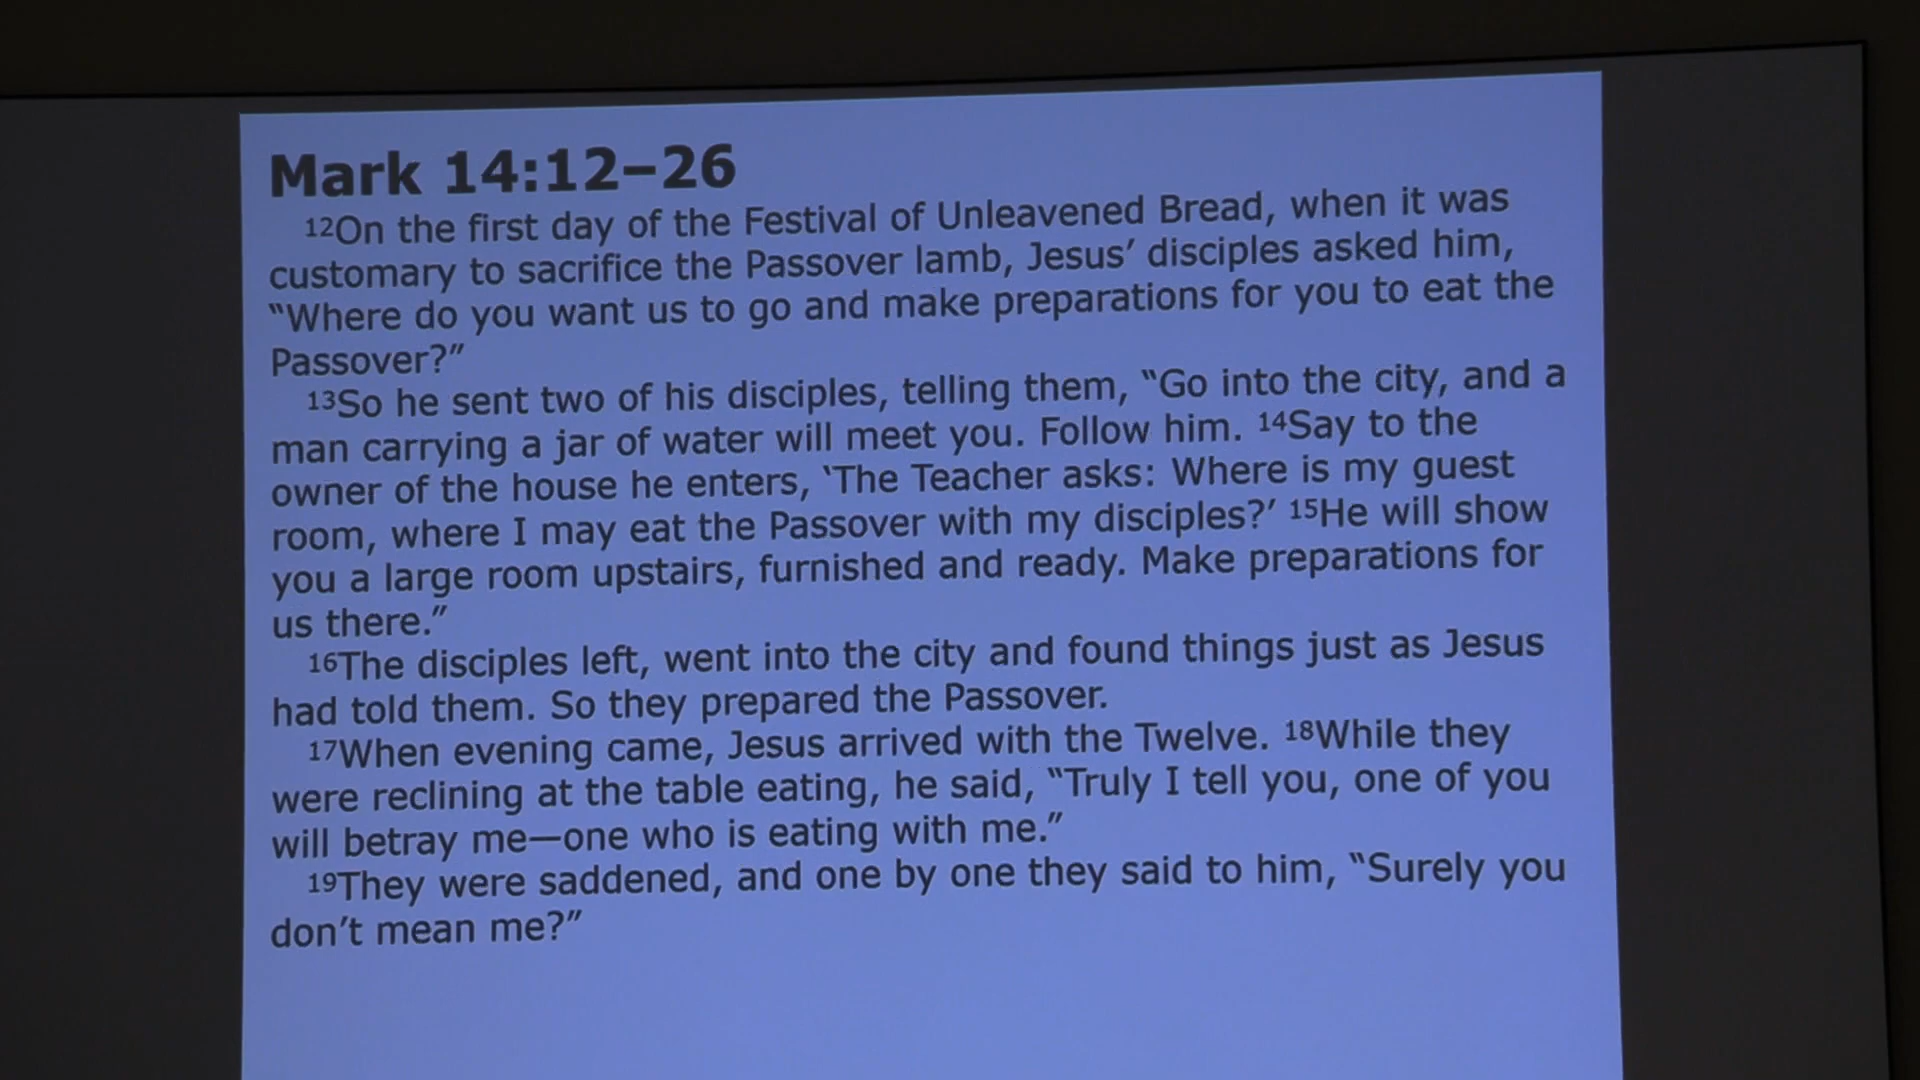 Mark 14:12–26
12On the first day of the Festival of Unleavened Bread, when it was
customary to sacrifice the Passover lamb, Jesus’ disciples asked him,
“Where do you want us to go and make preparations for you to eat the
Passover?”
13So he sent two of his disciples, telling them, “Go into the city, and a
man carrying a jar of water will meet you. Follow him. 14Say to the
owner of the house he enters, ‘The Teacher asks: Where is my guest
room, where I may eat the Passover with my disciples?’ 15He will show
you a large room upstairs, furnished and ready. Make preparations for
us there.”
16The disciples left, went into the city and found things just as Jesus
had told them. So they prepared the Passover.
17When evening came, Jesus arrived with the Twelve. 18While they
were reclining at the table eating, he said, “Truly I tell you, one of you
will betray me—one who is eating with me.”
19They were saddened, and one by one they said to him, “Surely you
don’t mean me?”